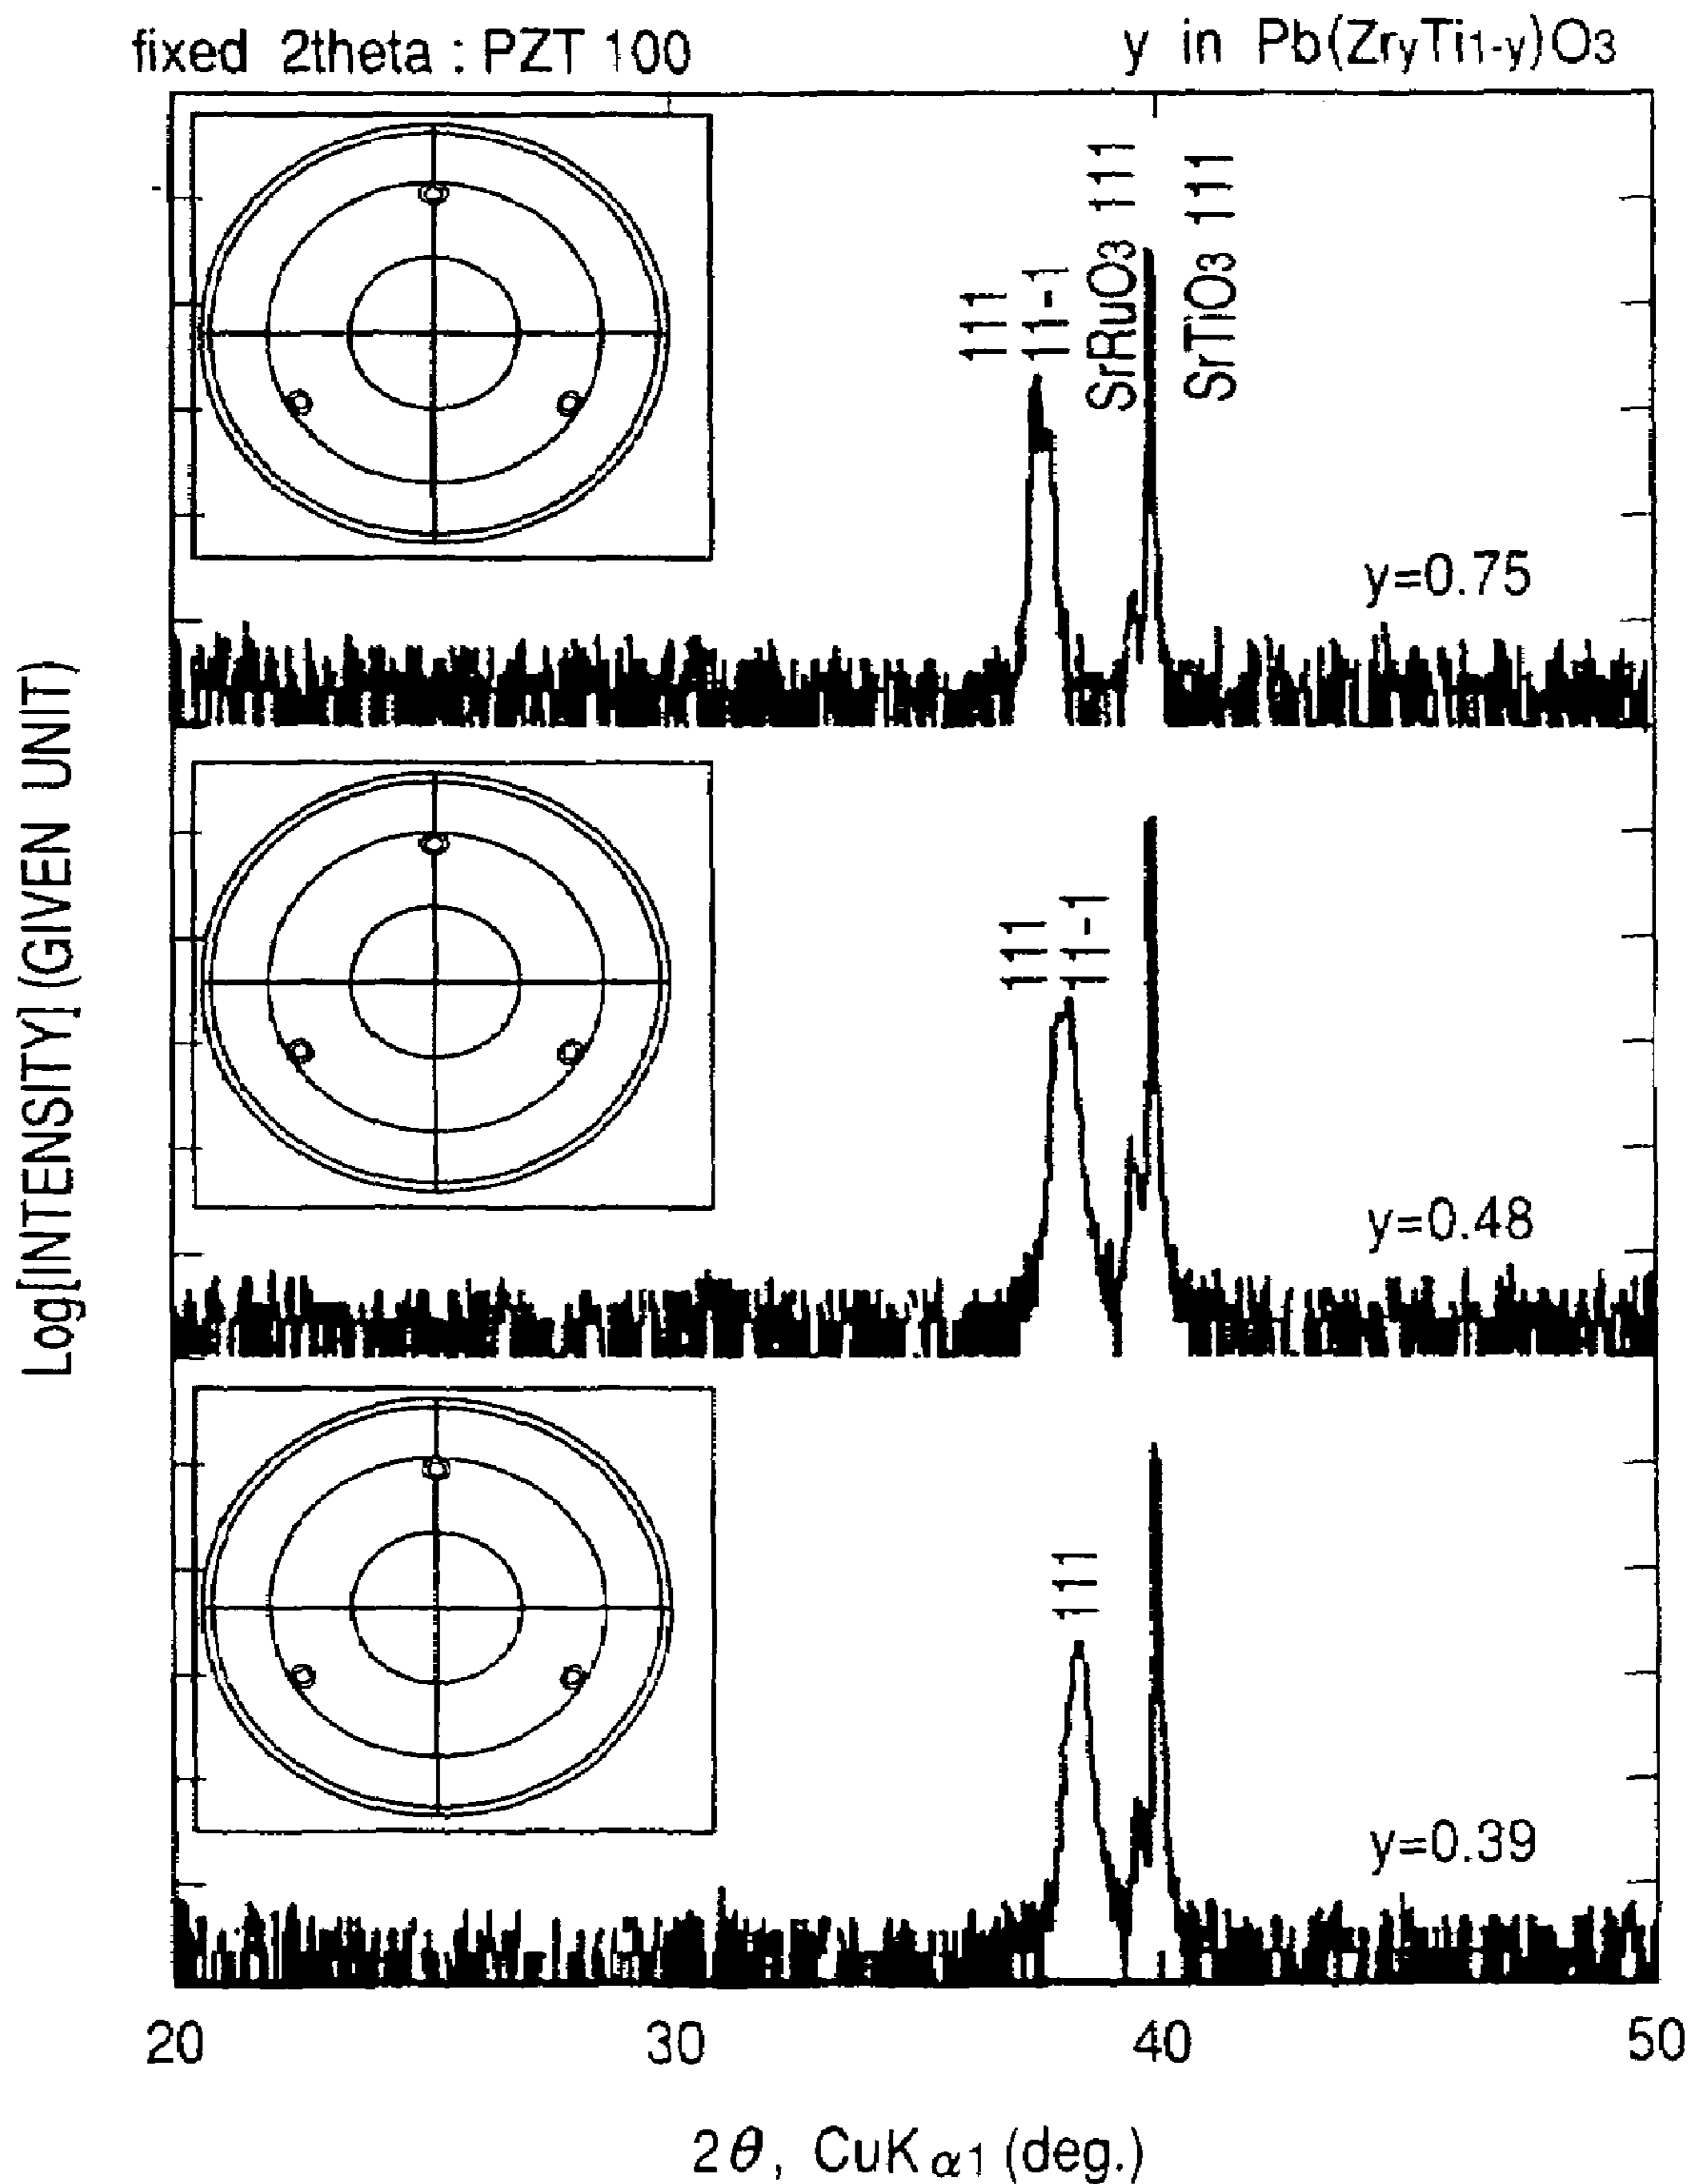 fixed 2theta : PZT 100
y in Pb(ZryTi1-y)O3
111
11-1
SrRuO3 111
SrTiO3 111
y=0.75
Log[INTENSITY] (GIVEN UNIT)
111
11-1
y=0.48
111
y=0.39
20 30 40 50
2θ, CuKα1 (deg.)